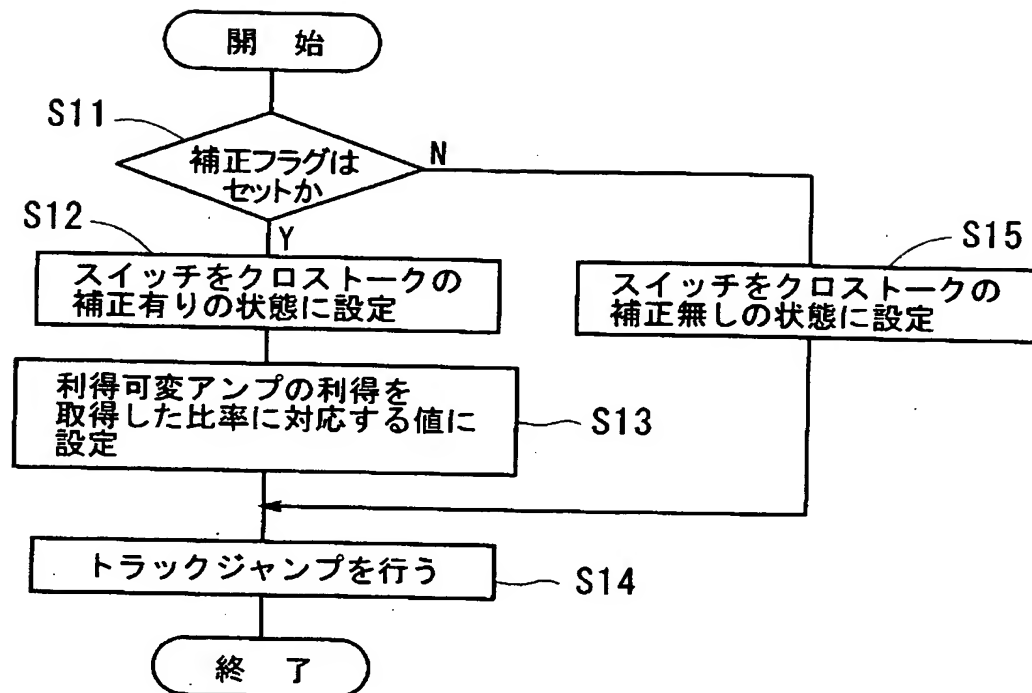 開 始
S11
補正フラグは
セットか
N
Y
S12
スイッチをクロストークの
補正有りの状態に設定
S15
スイッチをクロストークの
補正無しの状態に設定
利得可変アンプの利得を
取得した比率に対応する値に
設定
S13
トラックジャンプを行う
S14
終 了